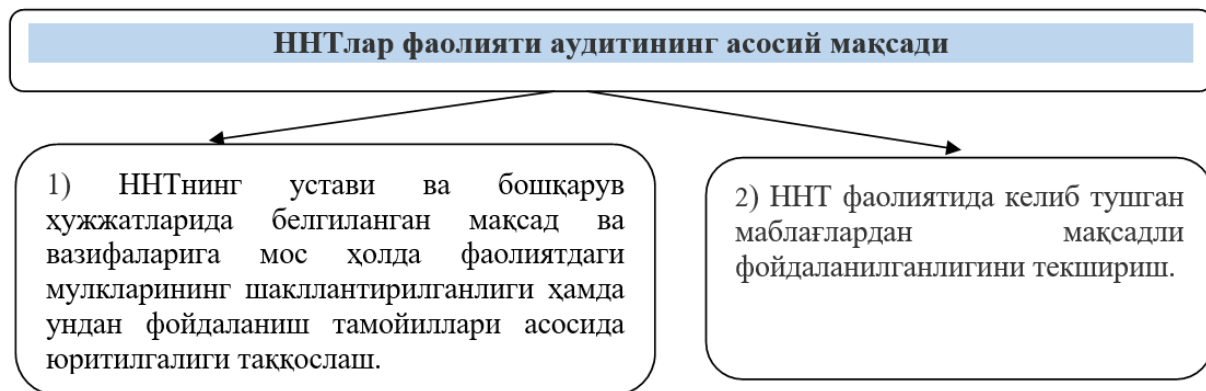 ННТлар фаолияти аудитининг асосий мақсади
1) ННТнинг устави ва бошқарув
ҳужжатларида белгиланган мақсад ва
вазифаларига мос ҳолда фаолиятдаги
мулкларининг шакллантирилганлиги ҳамда
ундан фойдаланиш тамойиллари асосида
юритилгалиги таққослаш.
2) ННТ фаолиятида келиб тушган
маблағлардан мақсадли
фойдаланилганлигини текшириш.